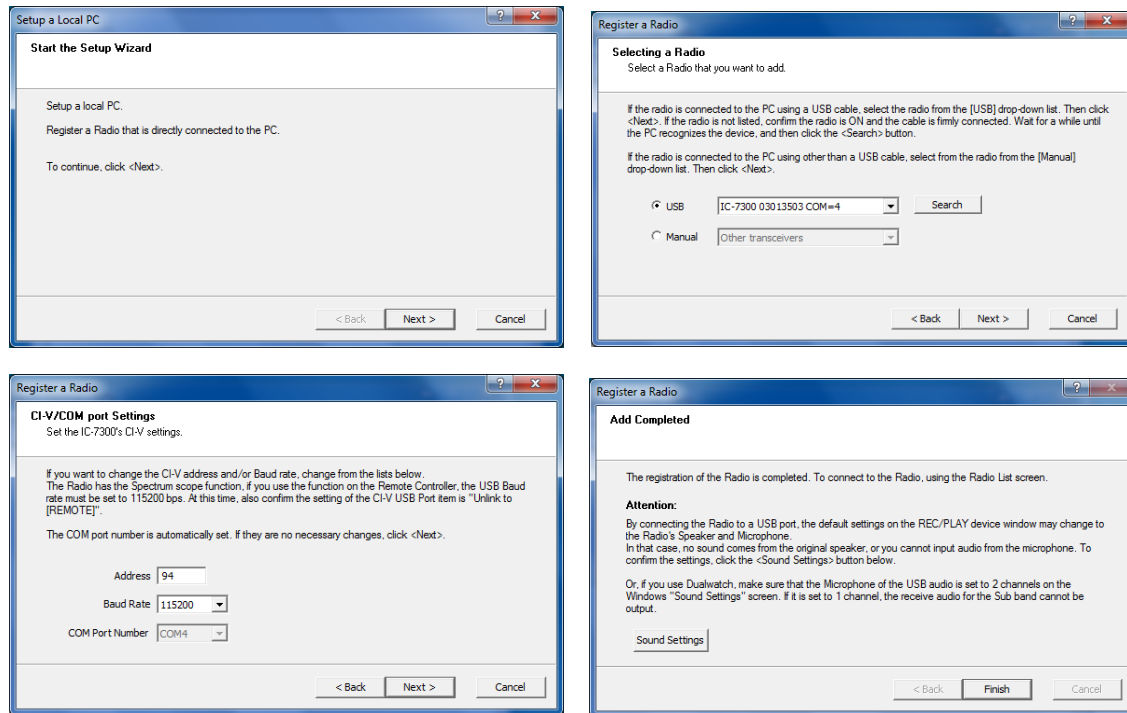 Setup a Local PC
Start the Setup Wizard
Setup a local PC.
Register a Radio that is directly connected to the PC.
To continue, click <Next>.
< Back
Next >
Cancel
Register a Radio
Selecting a Radio
Select a Radio that you want to add.
If the radio is connected to the PC using a USB cable, select the radio from the [USB] drop-down list. Then click
<Next>. If the radio is not listed, confirm the radio is ON and the cable is firmly connected. Wait for a while until
the PC recognizes the device, and then click the <Search> button.
If the radio is connected to the PC using other than a USB cable, select from the radio from the [Manual]
drop-down list. Then click <Next>.
USB
IC-7300 03013503 COM=4
Search
Manual
Other transceivers
< Back
Next >
Cancel
Register a Radio
CI-V/COM port Settings
Set the IC-7300's CI-V settings.
If you want to change the CI-V address and/or Baud rate, change from the lists below.
The Radio has the Spectrum scope function, if you use the function on the Remote Controller, the USB Baud
rate must be set to 115200 bps. At this time, also confirm the setting of the CI-V USB Port item is "Unlink to
[REMOTE]".
The COM port number is automatically set. If they are no necessary changes, click <Next>.
Address
94
Baud Rate
115200
COM Port Number
COM4
< Back
Next >
Cancel
Register a Radio
Add Completed
The registration of the Radio is completed. To connect to the Radio, using the Radio List screen.
Attention:
By connecting the Radio to a USB port, the default settings on the REC/PLAY device window may change to
the Radio's Speaker and Microphone.
In that case, no sound comes from the original speaker, or you cannot input audio from the microphone. To
confirm the settings, click the <Sound Settings> button below.
Or, if you use Dualwatch, make sure that the Microphone of the USB audio is set to 2 channels on the
Windows "Sound Settings" screen. If it is set to 1 channel, the receive audio for the Sub band cannot be
output.
Sound Settings
< Back
Finish
Cancel